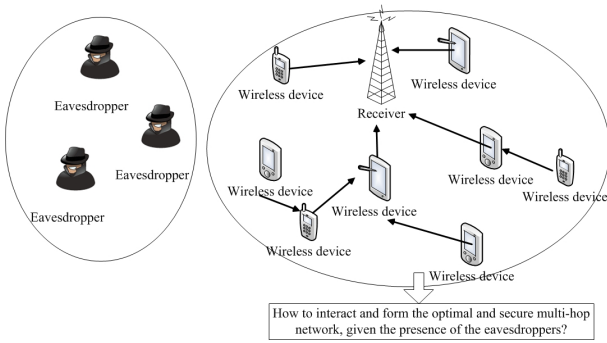 Eavesdropper
Eavesdropper
Eavesdropper
Wireless device
Wireless device
Receiver
Wireless device
Wireless device
Wireless device
Wireless device
Wireless device
Wireless device
How to interact and form the optimal and secure multi-hop
network, given the presence of the eavesdroppers?